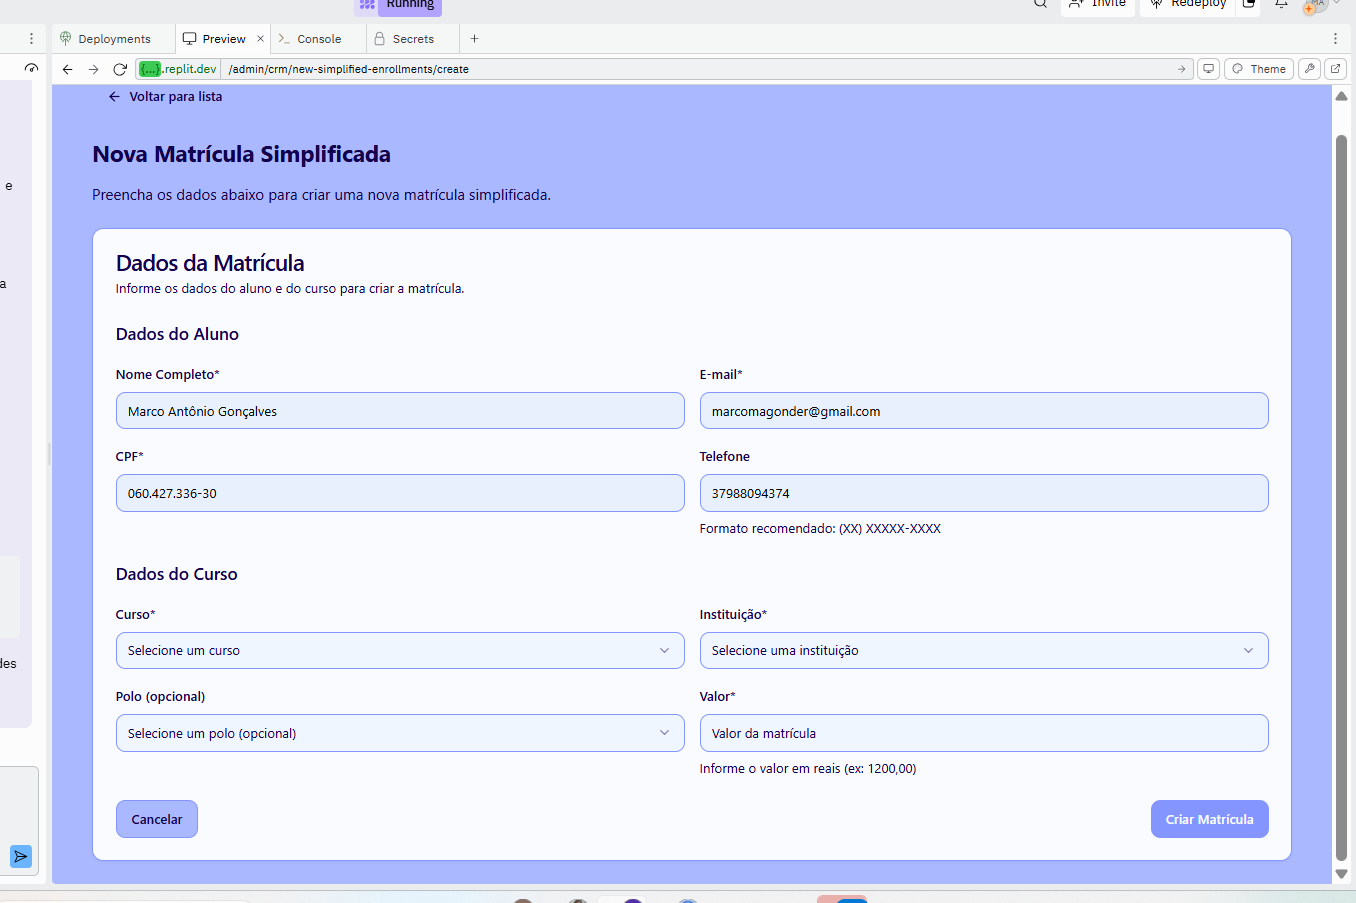 Running
Invite
Redeploy
MA
Deployments
Preview
Console
Secrets
{...}.replit.dev
/admin/crm/new-simplified-enrollments/create
Theme
e
a
des
Voltar para lista
Nova Matrícula Simplificada
Preencha os dados abaixo para criar uma nova matrícula simplificada.
Dados da Matrícula
Informe os dados do aluno e do curso para criar a matrícula.
Dados do Aluno
Nome Completo*
E-mail*
Marco Antônio Gonçalves
marcomagonder@gmail.com
CPF*
Telefone
060.427.336-30
37988094374
Formato recomendado: (XX) XXXXX-XXXX
Dados do Curso
Curso*
Instituição*
Selecione um curso
Selecione uma instituição
Polo (opcional)
Valor*
Selecione um polo (opcional)
Valor da matrícula
Informe o valor em reais (ex: 1200,00)
Cancelar
Criar Matrícula